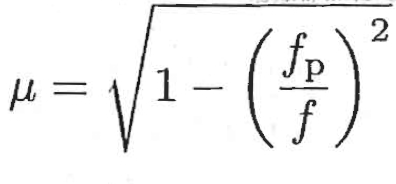 μ = √(1 − (f_p/f)^2)